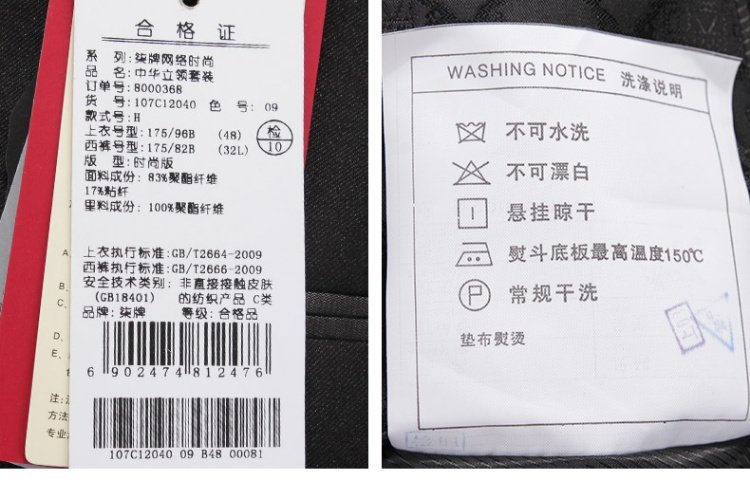 合格证
系 列:柒牌网络时尚
品 名:中华立领套装
订单号:8000368
货 号:107C12040 色 号:09
款式号:H
上衣号型:175/96B (48)
西裤号型:175/82B (32L)
检
10
版 型:时尚版
面料成份:83%聚酯纤维
17%粘纤
里料成份:100%聚酯纤维
上衣执行标准:GB/T2664-2009
西裤执行标准:GB/T2666-2009
安全技术类别:非直接接触皮肤
(GB18401) 的纺织产品 C类
品牌:柒牌 等级:合格品
6 902474 812476
107C12040 09 B48 00081
A、
B、
C、
D、
E、
注:
方法
专业
WASHING NOTICE 洗涤说明
不可水洗
不可漂白
悬挂晾干
熨斗底板最高温度150℃
P 常规干洗
垫布熨烫